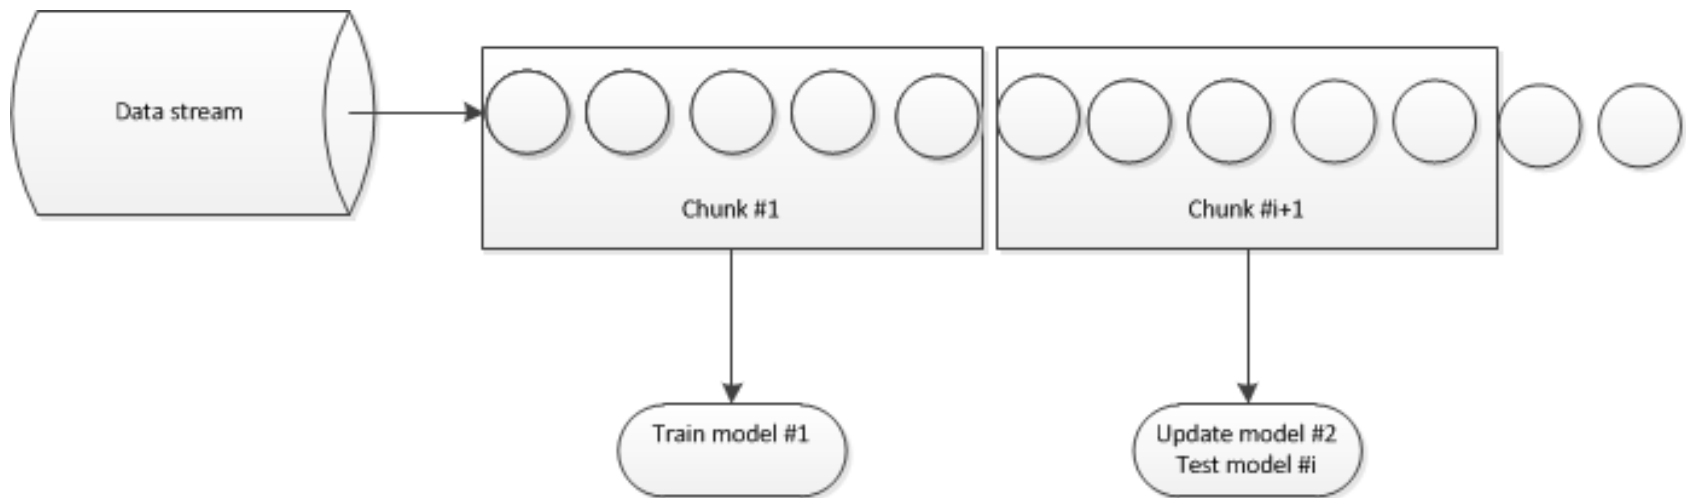 Data stream
Chunk #1
Chunk #i+1
Train model #1
Update model #2
Test model #i